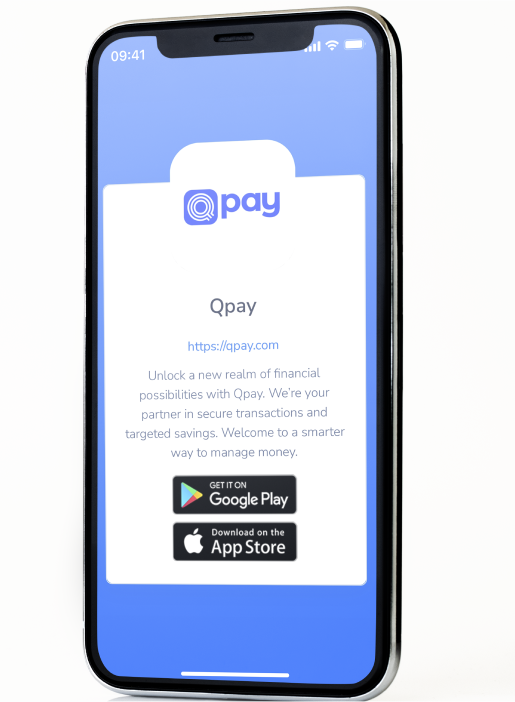 09:41
Qpay
Qpay
https://qpay.com
Unlock a new realm of financial
possibilities with Qpay. We're your
partner in secure transactions and
targeted savings. Welcome to a smarter
way to manage money.
GET IT ON
Google Play
Download on the
App Store